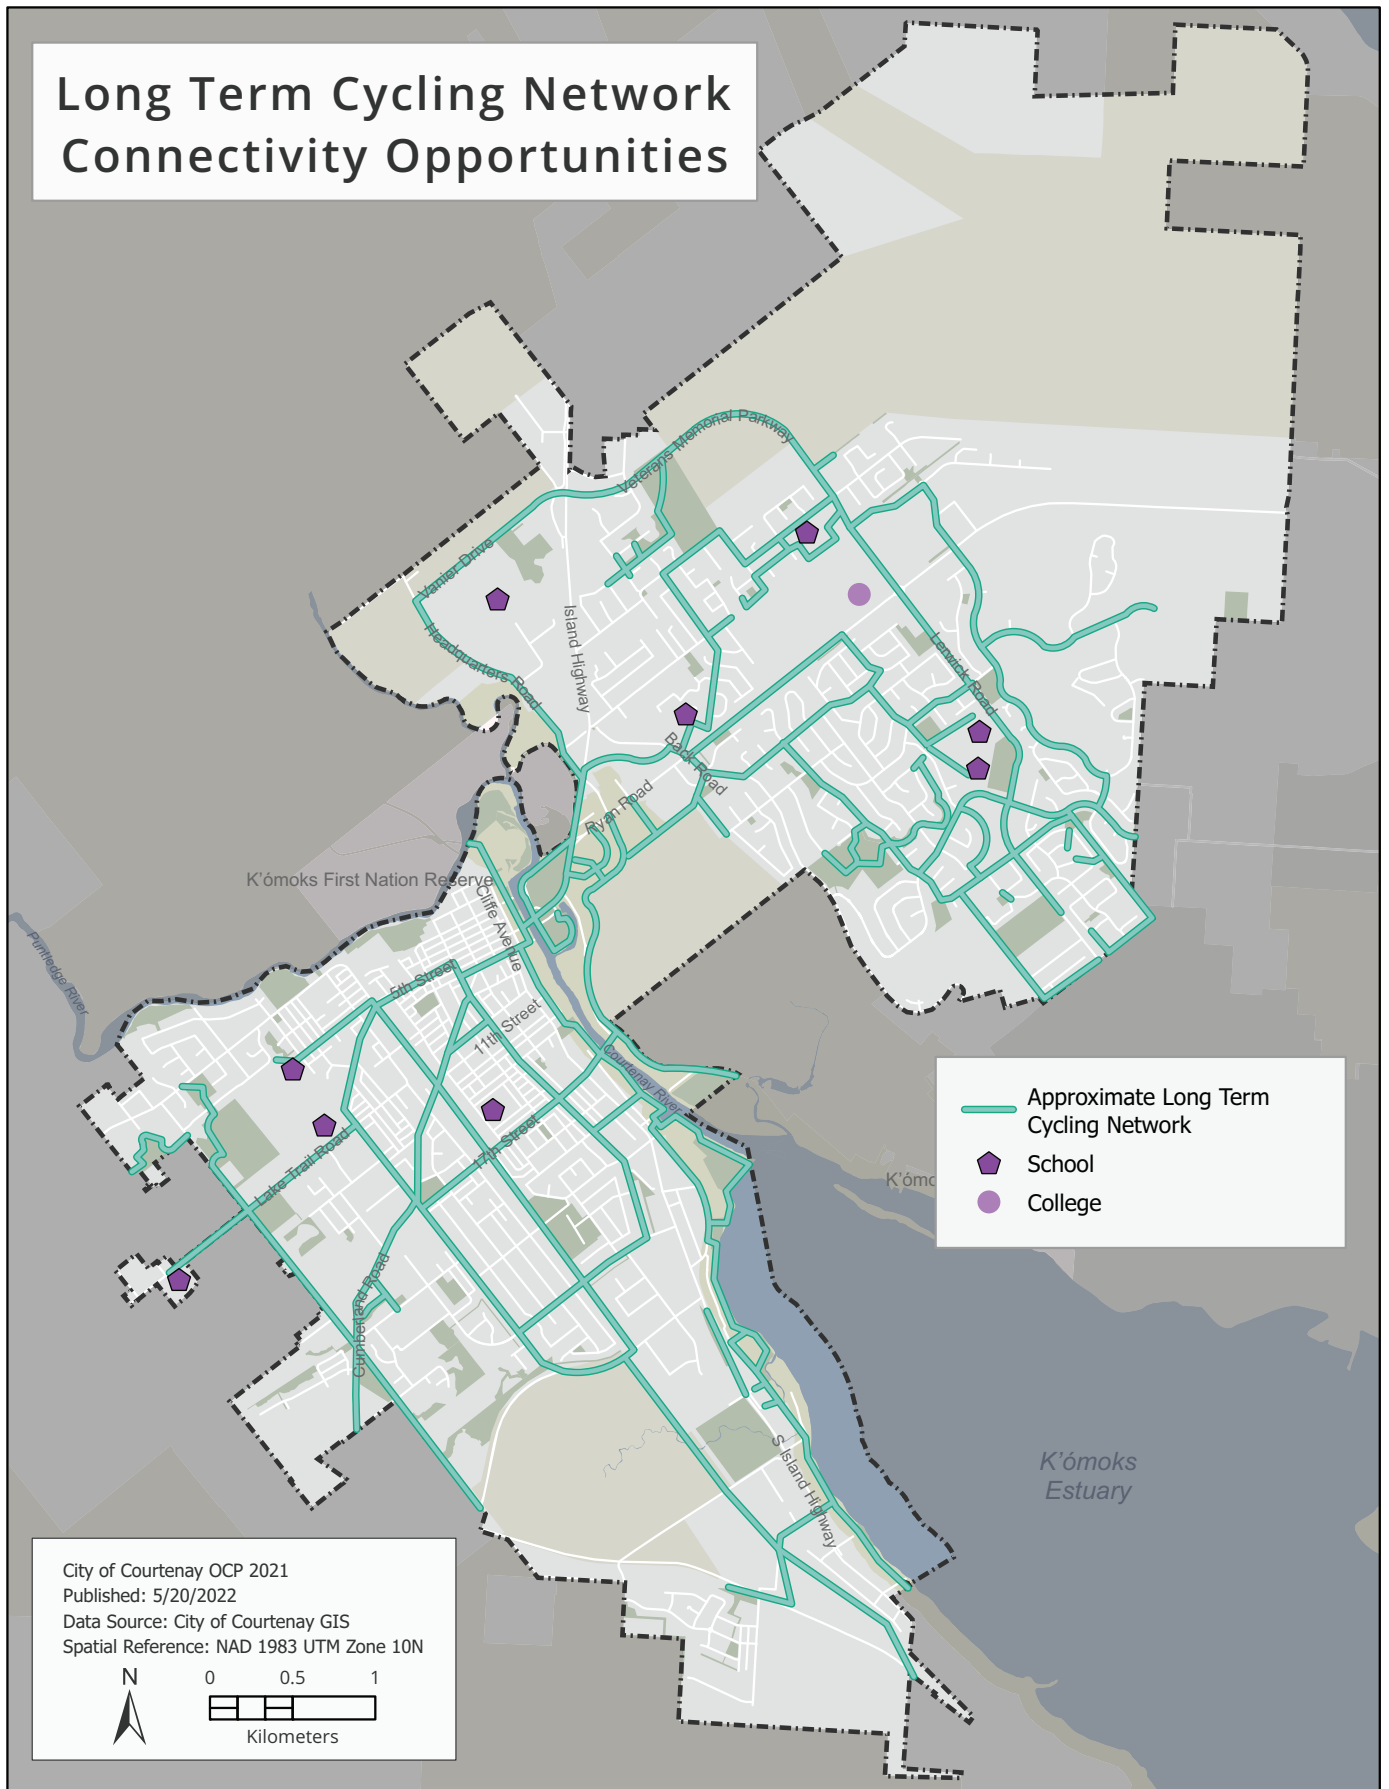 Long Term Cycling Network
Connectivity Opportunities
Veterans Memorial Parkway
Vanier Drive
Island Highway
Headquarters Road
Lerwick Road
Back Road
Ryan Road
K'ómoks First Nation Reserve
Cliffe Avenue
Puntledge River
5th Street
11th Street
Courtenay River
17th Street
Lake Trail Road
Cumberland Road
K'ómo
Approximate Long Term
Cycling Network
School
College
S Island Highway
K'ómoks
Estuary
City of Courtenay OCP 2021
Published: 5/20/2022
Data Source: City of Courtenay GIS
Spatial Reference: NAD 1983 UTM Zone 10N
N
0 0.5 1
Kilometers